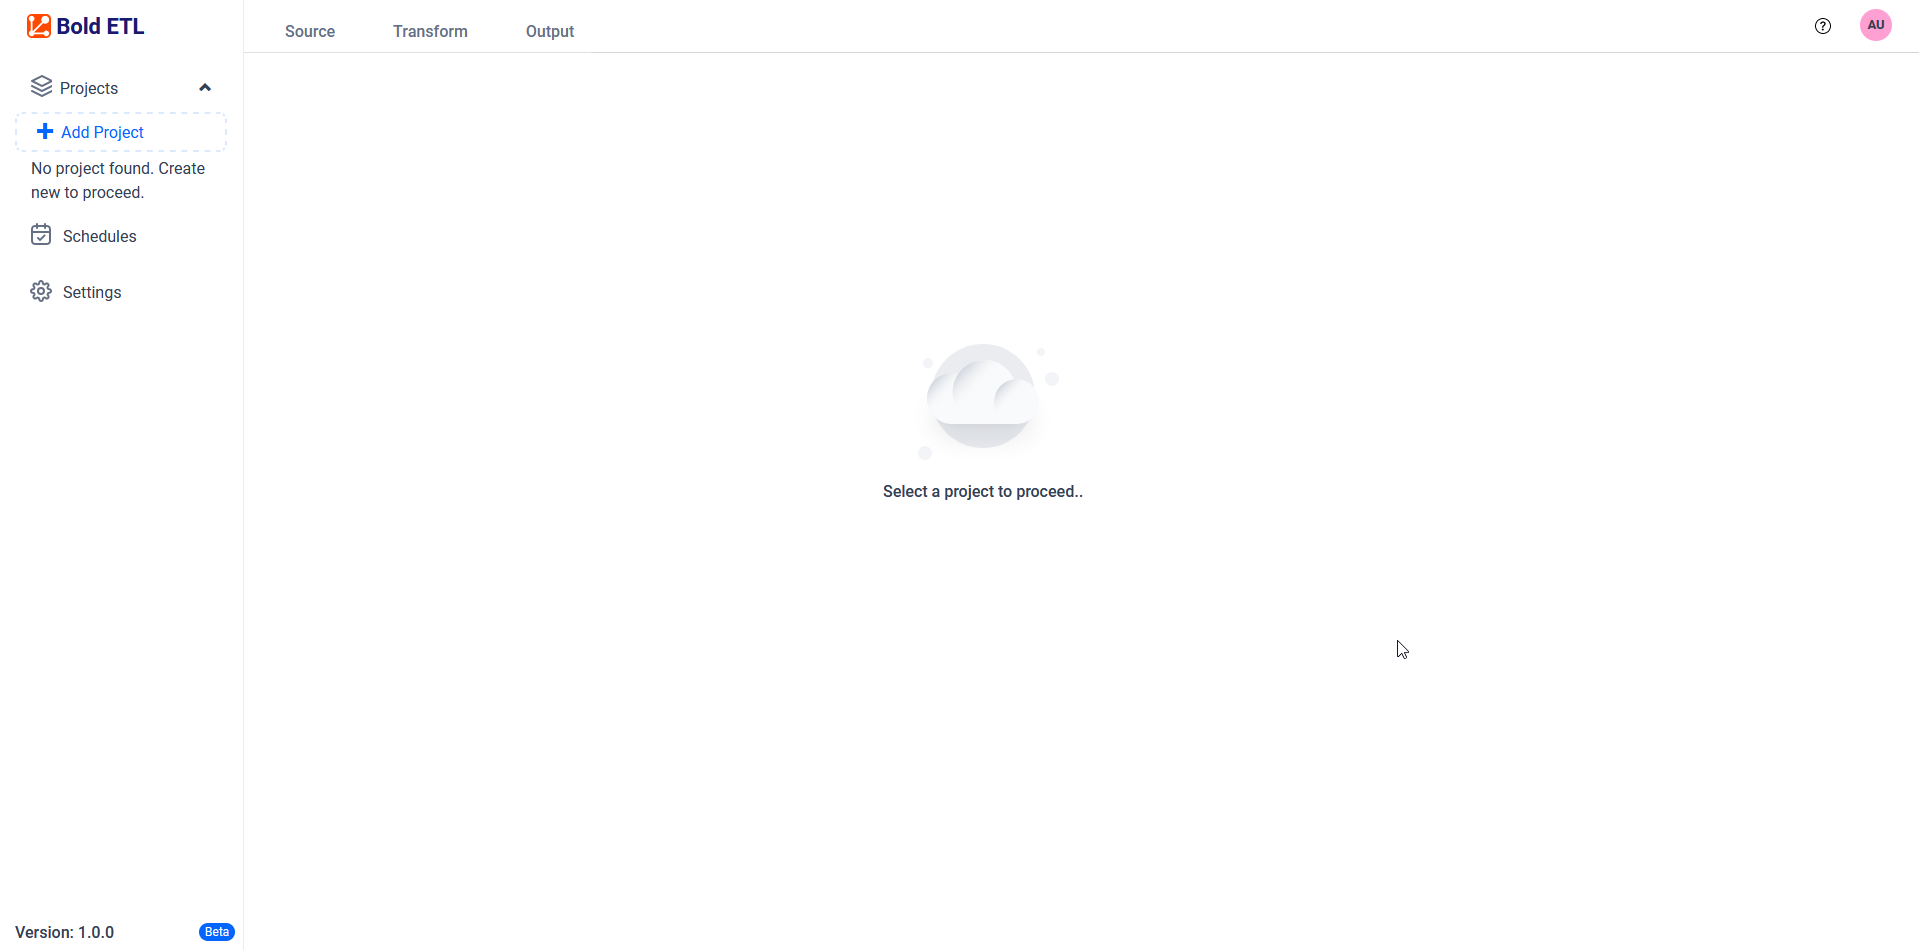 Bold ETL
Source
Transform
Output
AU
Projects
Add Project
No project found. Create
new to proceed.
Schedules
Settings
Select a project to proceed..
Version: 1.0.0
Beta